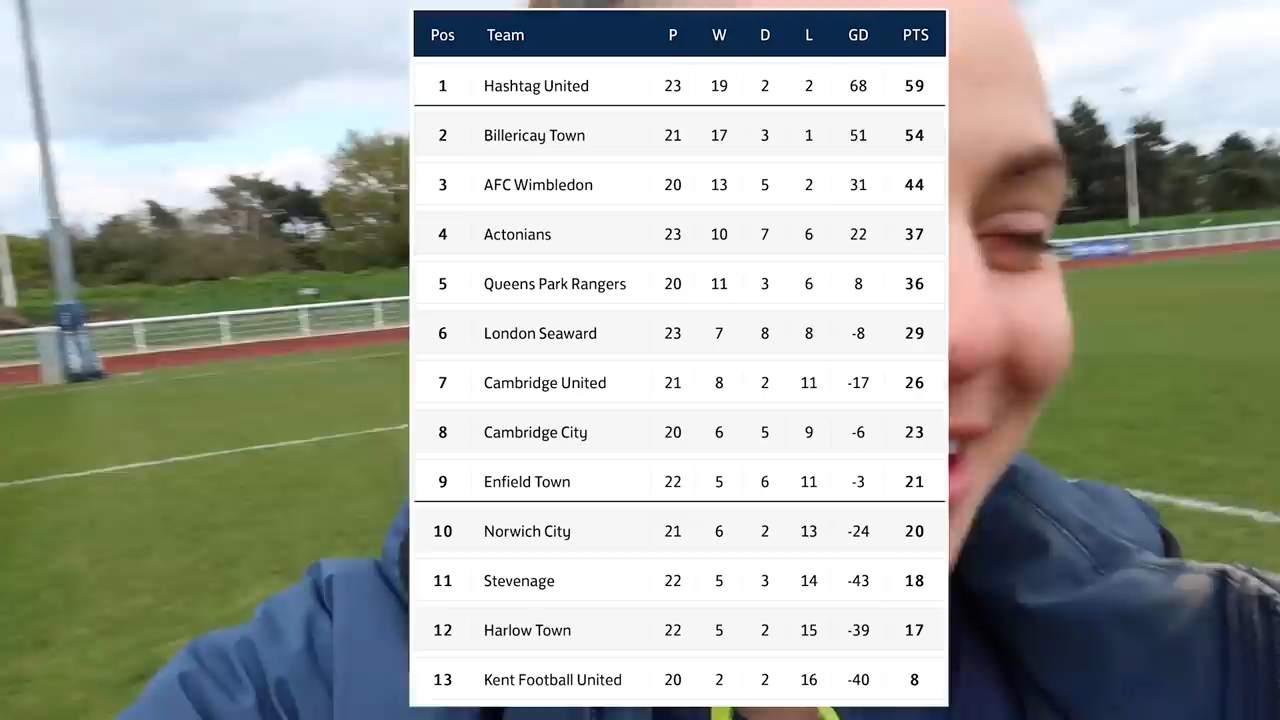 Pos Team P W D L GD PTS
1 Hashtag United 23 19 2 2 68 59
2 Billericay Town 21 17 3 1 51 54
3 AFC Wimbledon 20 13 5 2 31 44
4 Actonians 23 10 7 6 22 37
5 Queens Park Rangers 20 11 3 6 8 36
6 London Seaward 23 7 8 8 -8 29
7 Cambridge United 21 8 2 11 -17 26
8 Cambridge City 20 6 5 9 -6 23
9 Enfield Town 22 5 6 11 -3 21
10 Norwich City 21 6 2 13 -24 20
11 Stevenage 22 5 3 14 -43 18
12 Harlow Town 22 5 2 15 -39 17
13 Kent Football United 20 2 2 16 -40 8